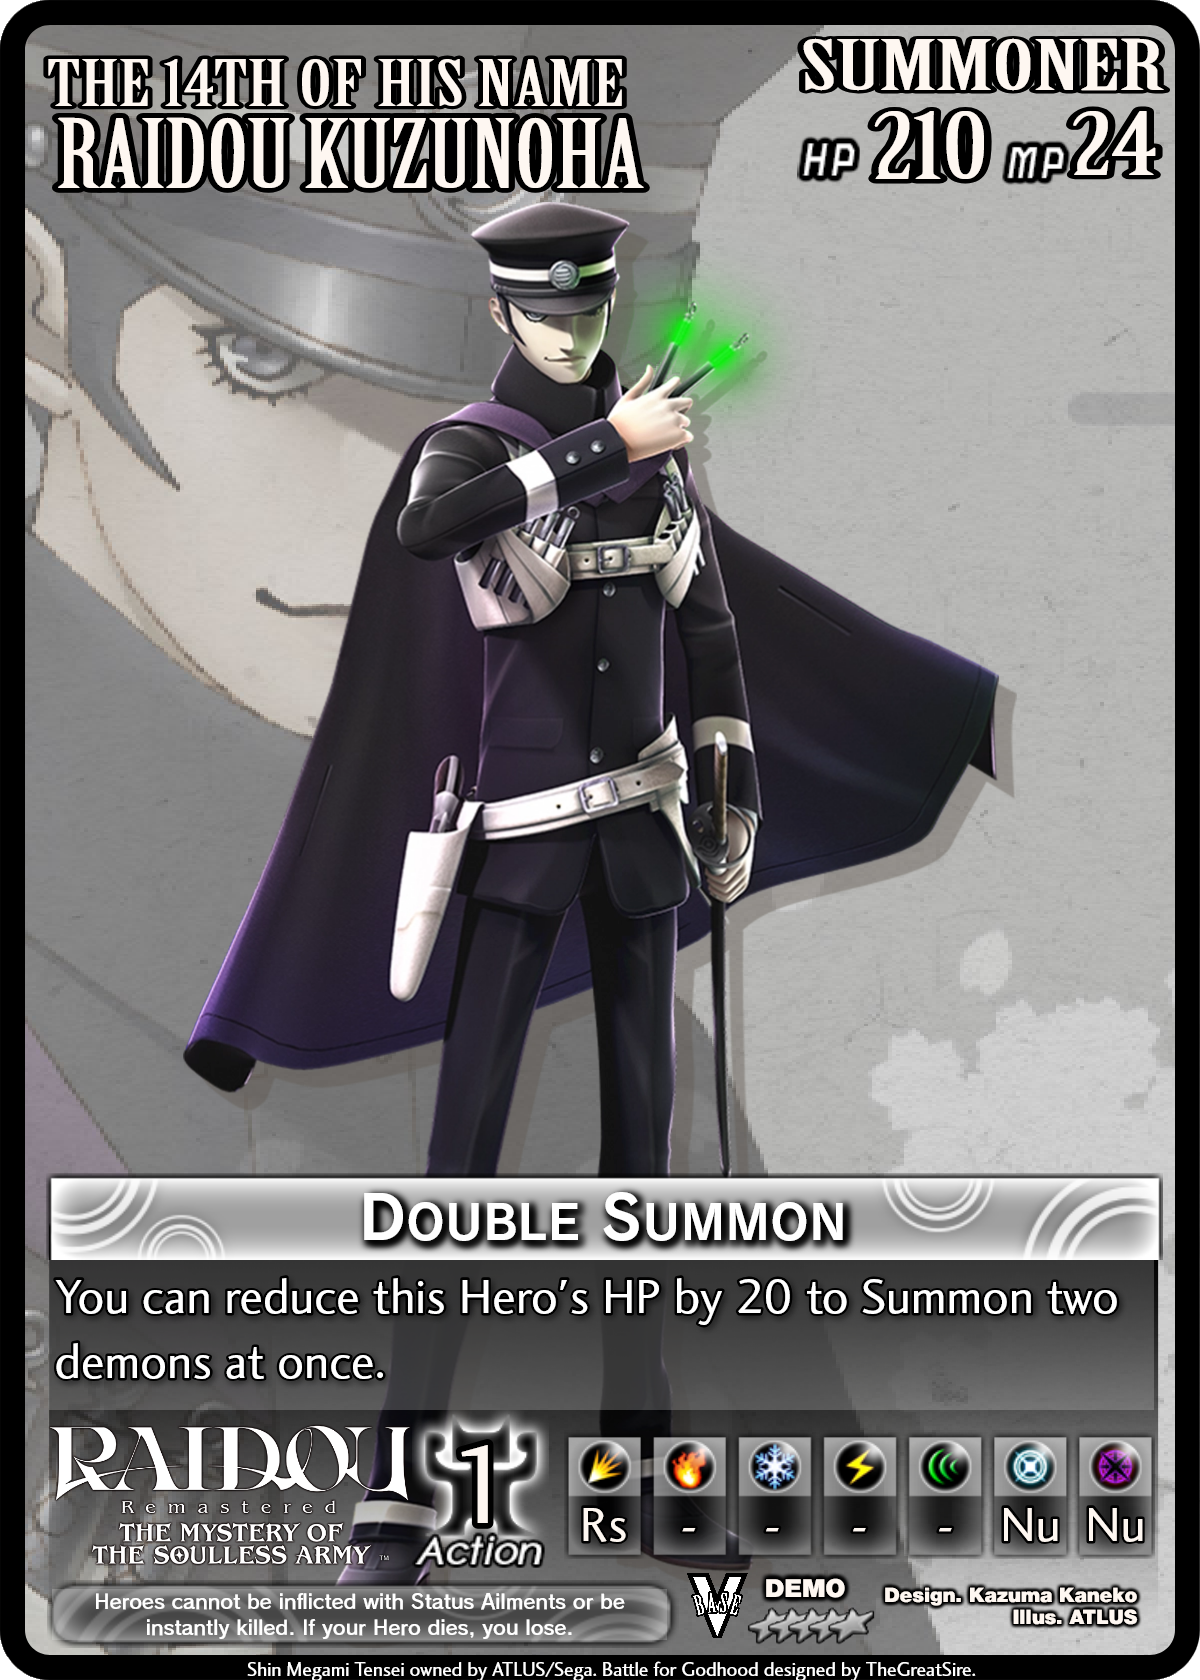 THE 14TH OF HIS NAME
RAIDOU KUZUNOHA
SUMMONER
HP 210 MP 24
DOUBLE SUMMON
You can reduce this Hero's HP by 20 to Summon two
demons at once.
RAIDOU
Remastered
THE MYSTERY OF
THE SOULLESS ARMY™
1
Action
Rs - - - - Nu Nu
Heroes cannot be inflicted with Status Ailments or be
instantly killed. If your Hero dies, you lose.
V
BASE
DEMO
Design. Kazuma Kaneko
Illus. ATLUS
Shin Megami Tensei owned by ATLUS/Sega. Battle for Godhood designed by TheGreatSire.